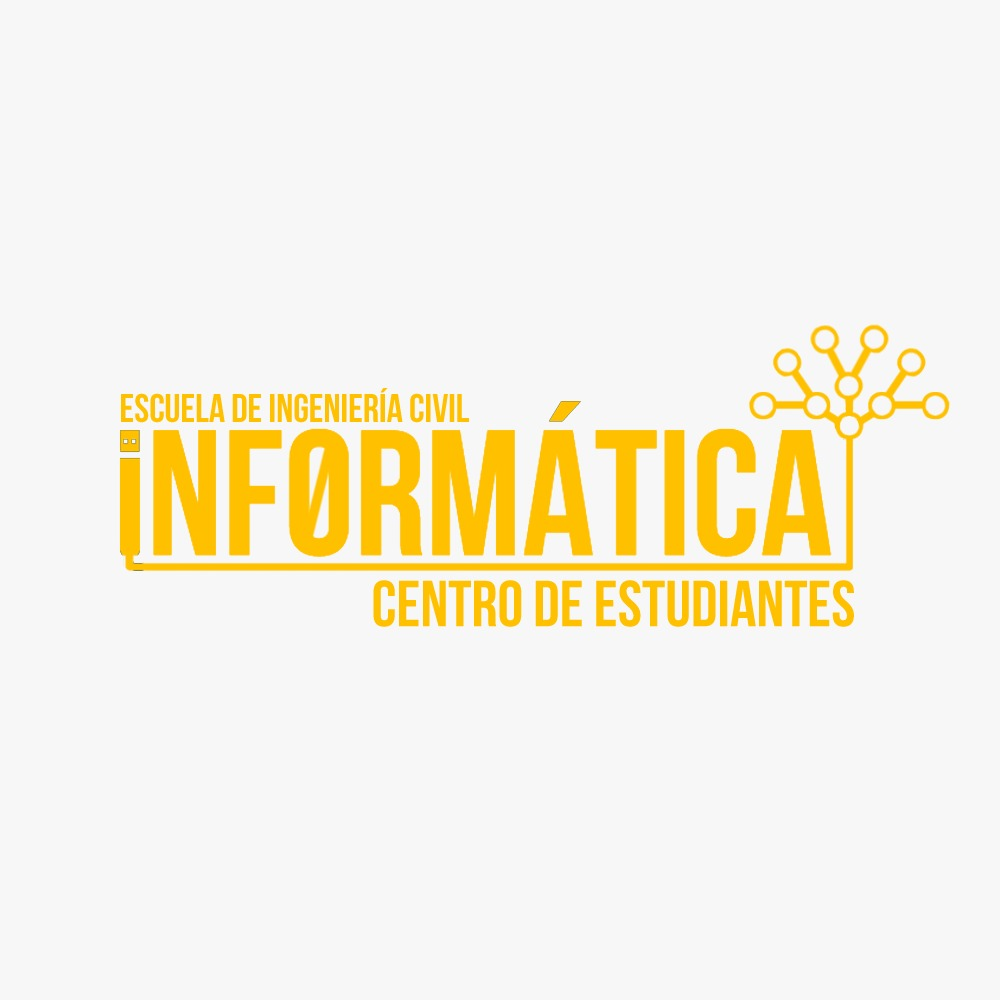 ESCUELA DE INGENIERÍA CIVIL
iNFØRMÁTICA
CENTRO DE ESTUDIANTES